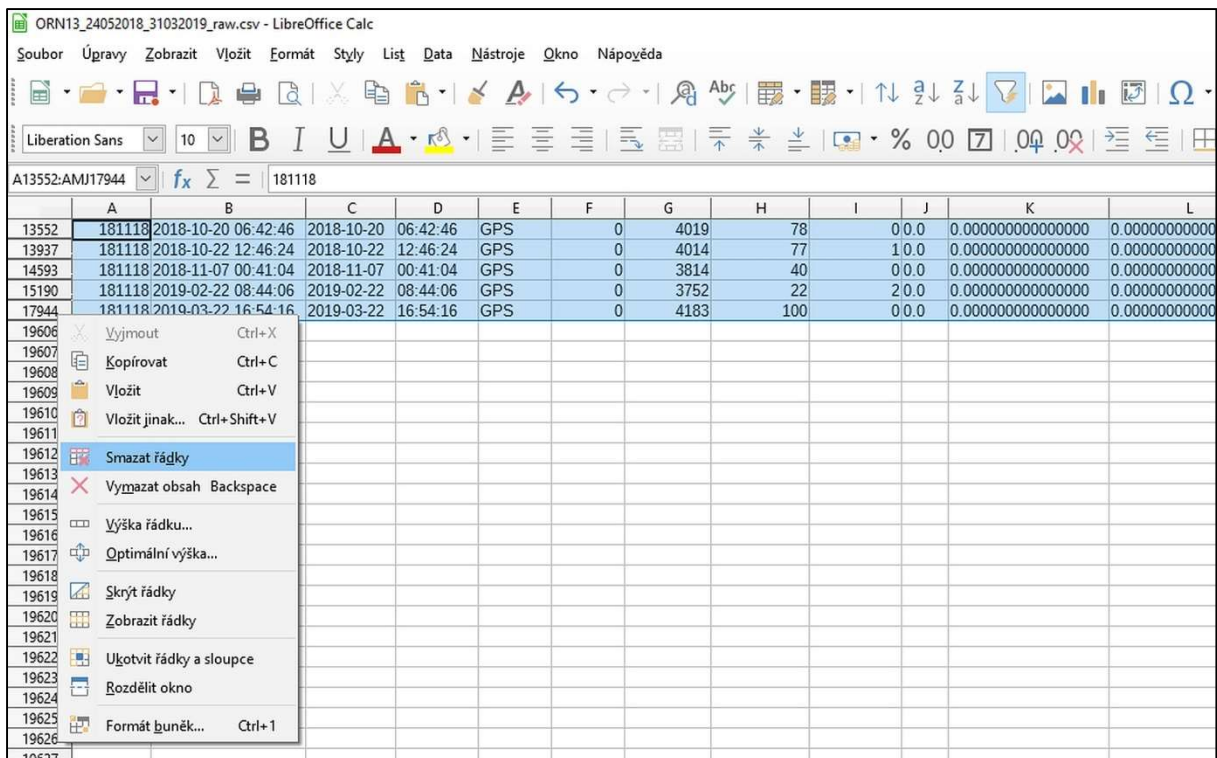 ORN13_24052018_31032019_raw.csv - LibreOffice Calc
Soubor Úpravy Zobrazit Vložit Formát Styly List Data Nástroje Okno Nápověda
Liberation Sans 10 B I U A % 0,0 7 .00 .00
A13552:AMJ17944 fx Σ = 181118
A B C D E F G H I J K L
13552 181118 2018-10-20 06:42:46 2018-10-20 06:42:46 GPS 0 4019 78 0 0.0 0.000000000000000 0.00000000000
13937 181118 2018-10-22 12:46:24 2018-10-22 12:46:24 GPS 0 4014 77 1 0.0 0.000000000000000 0.00000000000
14593 181118 2018-11-07 00:41:04 2018-11-07 00:41:04 GPS 0 3814 40 0 0.0 0.000000000000000 0.00000000000
15190 181118 2019-02-22 08:44:06 2019-02-22 08:44:06 GPS 0 3752 22 2 0.0 0.000000000000000 0.00000000000
17944 181118 2019-03-22 16:54:16 2019-03-22 16:54:16 GPS 0 4183 100 0 0.0 0.000000000000000 0.00000000000
19606
19607
19608
19609
19610
19611
19612
19613
19614
19615
19616
19617
19618
19619
19620
19621
19622
19623
19624
19625
19626
19627
Vyjmout Ctrl+X
Kopírovat Ctrl+C
Vložit Ctrl+V
Vložit jinak... Ctrl+Shift+V
Smazat řádky
Vymazat obsah Backspace
Výška řádku...
Optimální výška...
Skrýt řádky
Zobrazit řádky
Ukotvit řádky a sloupce
Rozdělit okno
Formát buněk... Ctrl+1